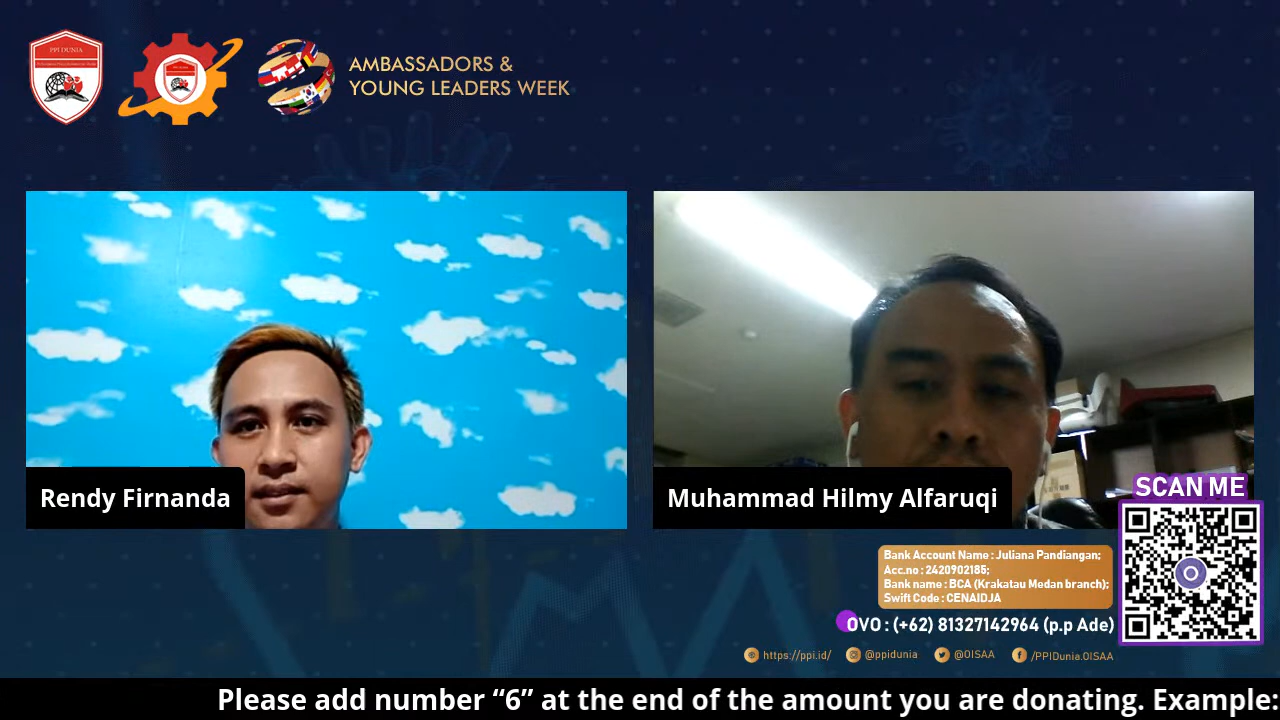 PPI DUNIA
AMBASSADORS &
YOUNG LEADERS WEEK
Rendy Firnanda
Muhammad Hilmy Alfaruqi
SCAN ME
Bank Account Name : Juliana Pandiangan;
Acc.no : 2420902185;
Bank name : BCA (Krakatau Medan branch);
Swift Code : CENAIDJA
OVO : (+62) 81327142964 (p.p Ade)
https://ppi.id/ @ppidunia @OISAA /PPIDunia.OISAA
Please add number “6” at the end of the amount you are donating. Example: